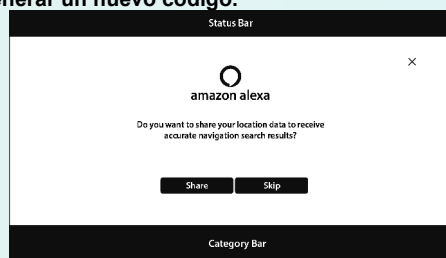 nerar un nuevo código.
Status Bar
amazon alexa
Do you want to share your location data to receive
accurate navigation search results?
Share Skip
Category Bar